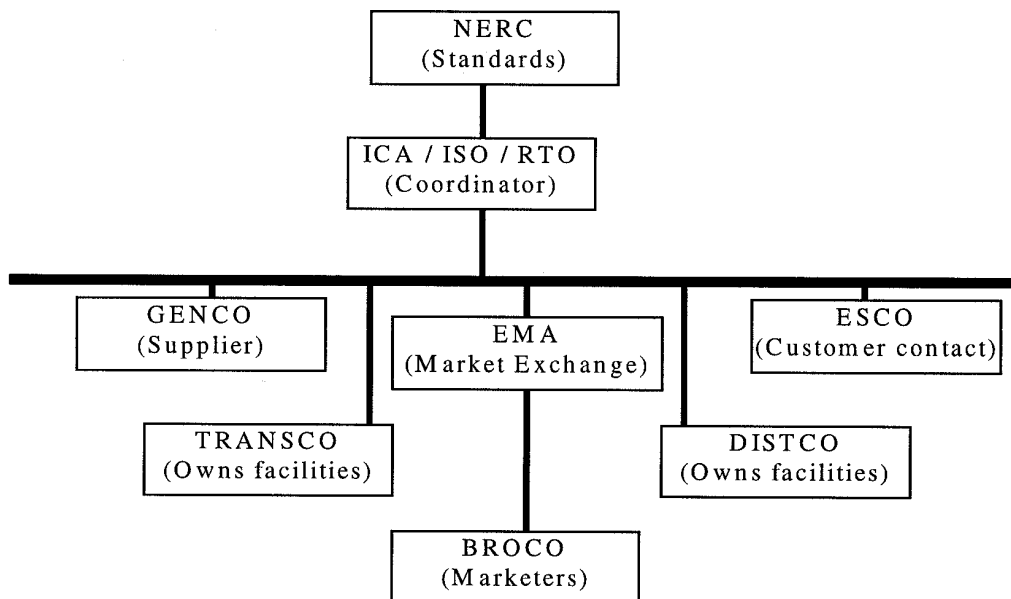 NERC
(Standards)
ICA / ISO / RTO
(Coordinator)
GENCO
(Supplier)
EMA
(Market Exchange)
ESCO
(Customer contact)
TRANSCO
(Owns facilities)
DISTCO
(Owns facilities)
BROCO
(Marketers)